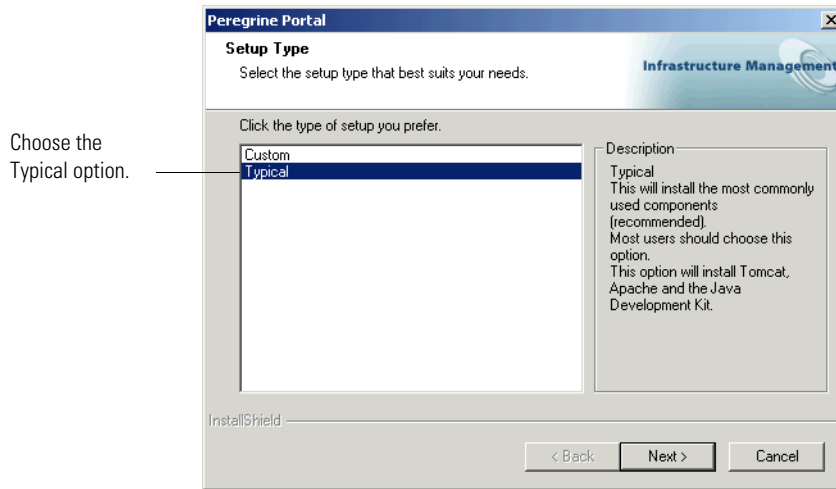 Peregrine Portal
Setup Type
Select the setup type that best suits your needs.
Infrastructure Management
Click the type of setup you prefer.
Choose the
Typical option.
Custom
Typical
Description
Typical
This will install the most commonly
used components
(recommended).
Most users should choose this
option.
This option will install Tomcat,
Apache and the Java
Development Kit.
InstallShield
< Back
Next >
Cancel